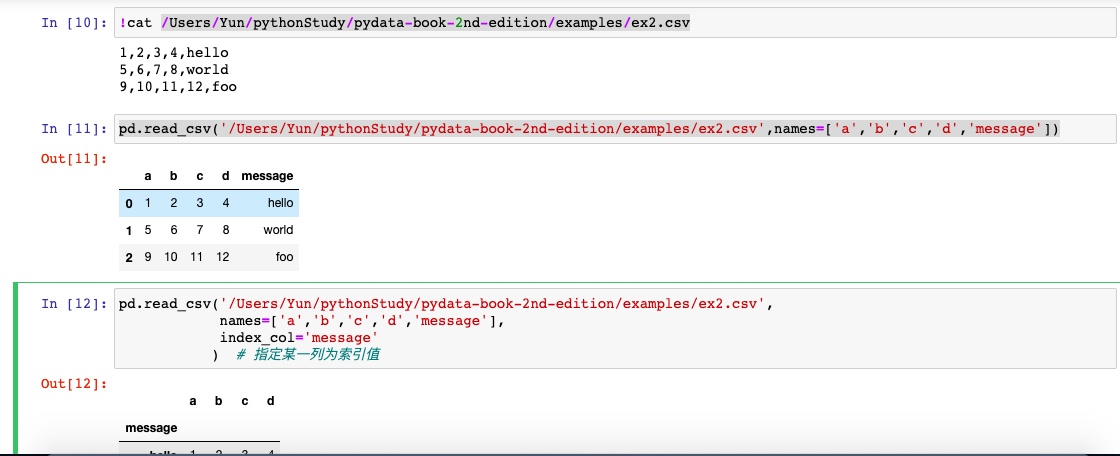 In [10]: !cat /Users/Yun/pythonStudy/pydata-book-2nd-edition/examples/ex2.csv
1,2,3,4,hello
5,6,7,8,world
9,10,11,12,foo
In [11]: pd.read_csv('/Users/Yun/pythonStudy/pydata-book-2nd-edition/examples/ex2.csv',names=['a','b','c','d','message'])
Out[11]:
a b c d message
0 1 2 3 4 hello
1 5 6 7 8 world
2 9 10 11 12 foo
In [12]: pd.read_csv('/Users/Yun/pythonStudy/pydata-book-2nd-edition/examples/ex2.csv',
names=['a','b','c','d','message'],
index_col='message'
) # 指定某一列为索引值
Out[12]:
a b c d
message